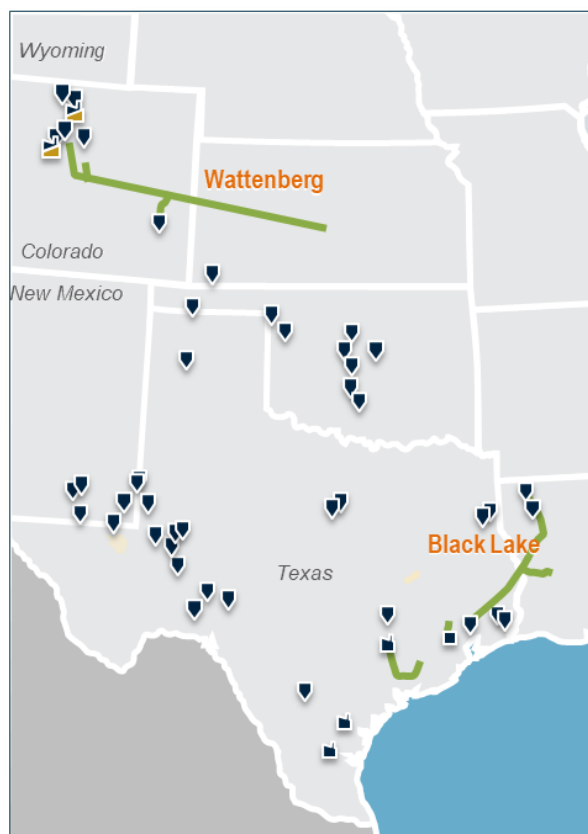 Wyoming
Wattenberg
Colorado
New Mexico
Black Lake
Texas